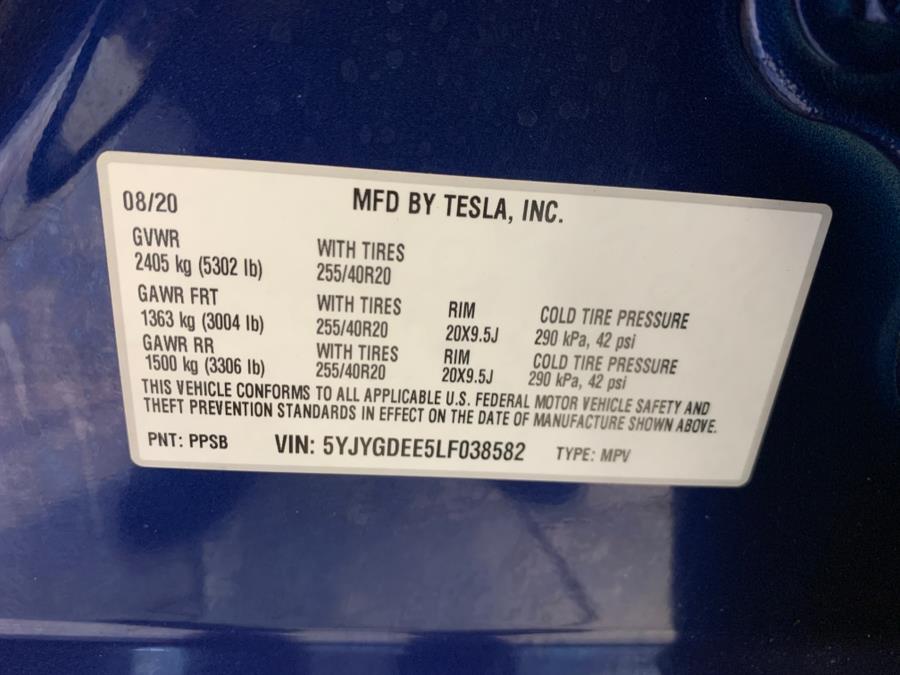 08/20 MFD BY TESLA, INC.
GVWR
2405 kg (5302 lb) WITH TIRES 255/40R20
GAWR FRT
1363 kg (3004 lb) WITH TIRES 255/40R20 RIM 20X9.5J COLD TIRE PRESSURE 290 kPa, 42 psi
GAWR RR
1500 kg (3306 lb) WITH TIRES 255/40R20 RIM 20X9.5J COLD TIRE PRESSURE 290 kPa, 42 psi
THIS VEHICLE CONFORMS TO ALL APPLICABLE U.S. FEDERAL MOTOR VEHICLE SAFETY AND
THEFT PREVENTION STANDARDS IN EFFECT ON THE DATE OF MANUFACTURE SHOWN ABOVE.
PNT: PPSB VIN: 5YJYGDEE5LF038582 TYPE: MPV